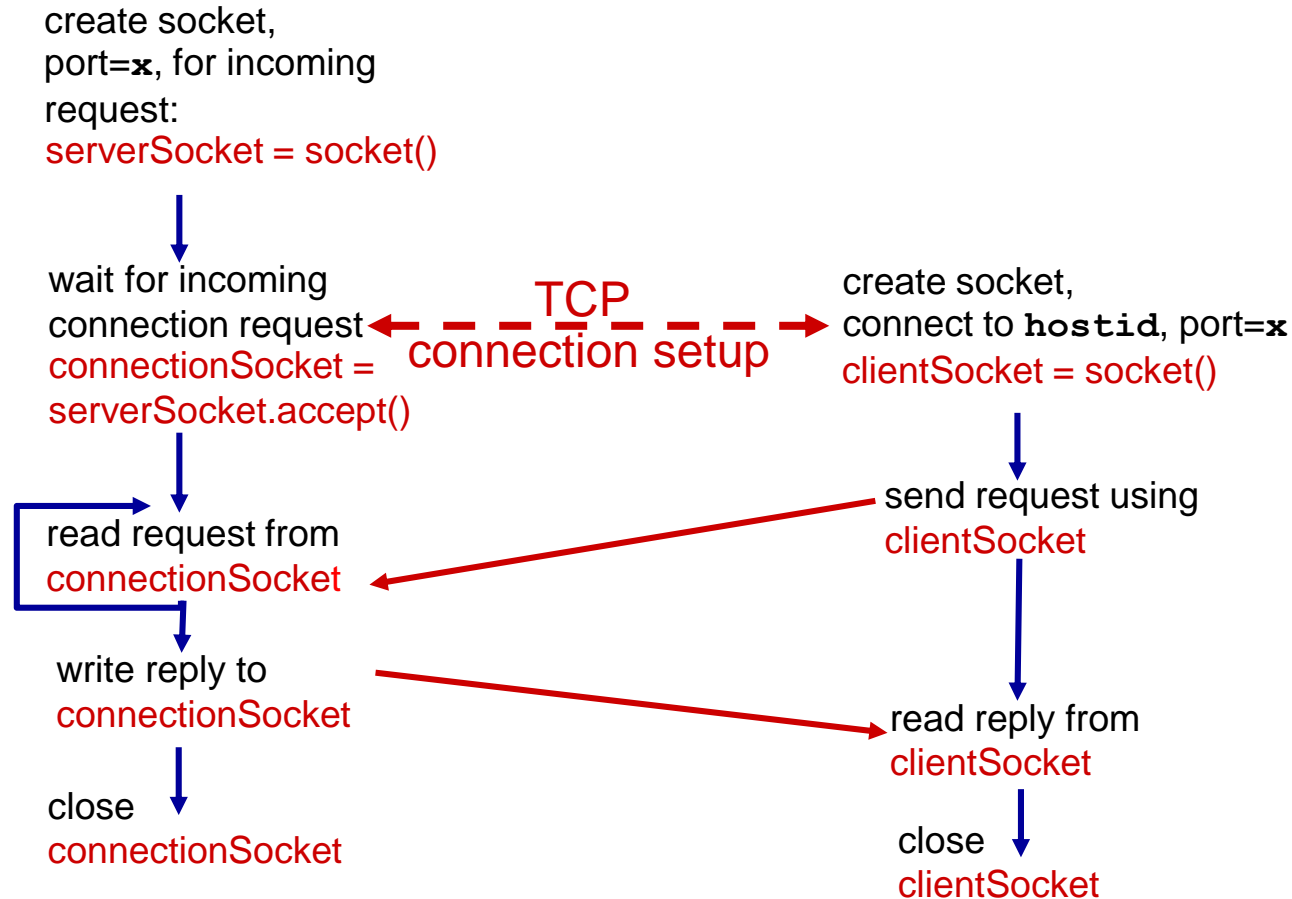 create socket,
port=x, for incoming
request:
serverSocket = socket()
wait for incoming
connection request
connectionSocket =
serverSocket.accept()
TCP
connection setup
create socket,
connect to hostid, port=x
clientSocket = socket()
send request using
clientSocket
read request from
connectionSocket
write reply to
connectionSocket
read reply from
clientSocket
close
connectionSocket
close
clientSocket